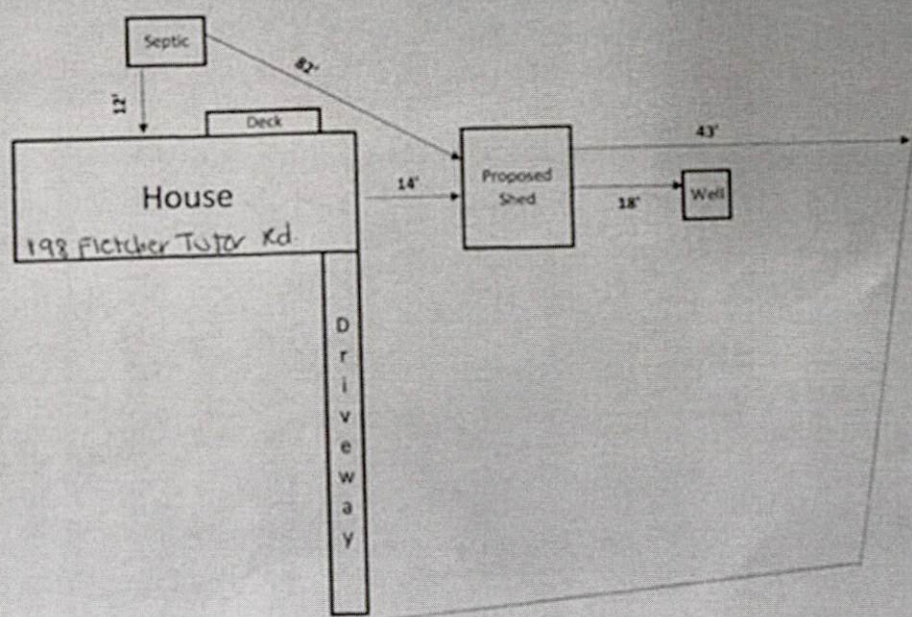 Septic
82'
12'
Deck
43'
House
14'
Proposed
Shed
18'
Well
198 Fletcher Tutor Rd.
D
r
i
v
e
w
a
y